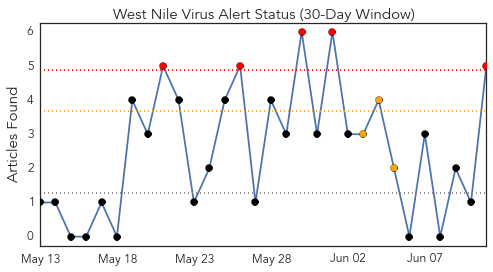 West Nile Virus Alert Status (30-Day Window)
Articles Found
6
5
4
3
2
1
0
May 13 May 18 May 23 May 28 Jun 02 Jun 07